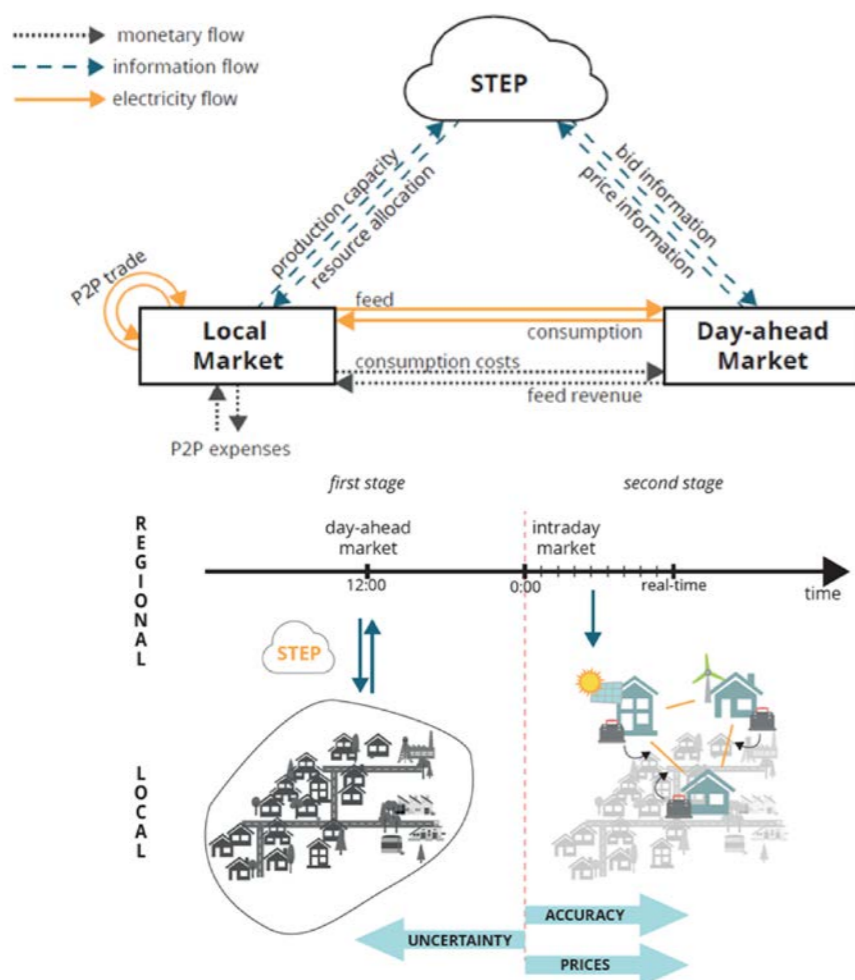 monetary flow
information flow
electricity flow
STEP
production capacity
resource allocation
bid information
price information
P2P trade
Local
Market
feed
consumption
Day-ahead
Market
consumption costs
feed revenue
P2P expenses
first stage
second stage
REGIONAL
day-ahead
market
intraday
market
12:00
0:00
real-time
time
STEP
LOCAL
ACCURACY
UNCERTAINTY
PRICES